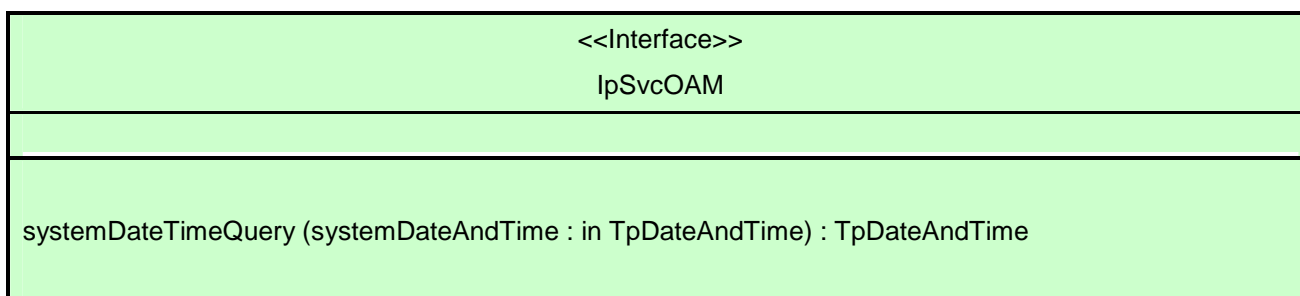 <<Interface>>
IpSvcOAM
systemDateTimeQuery (systemDateAndTime : in TpDateAndTime) : TpDateAndTime